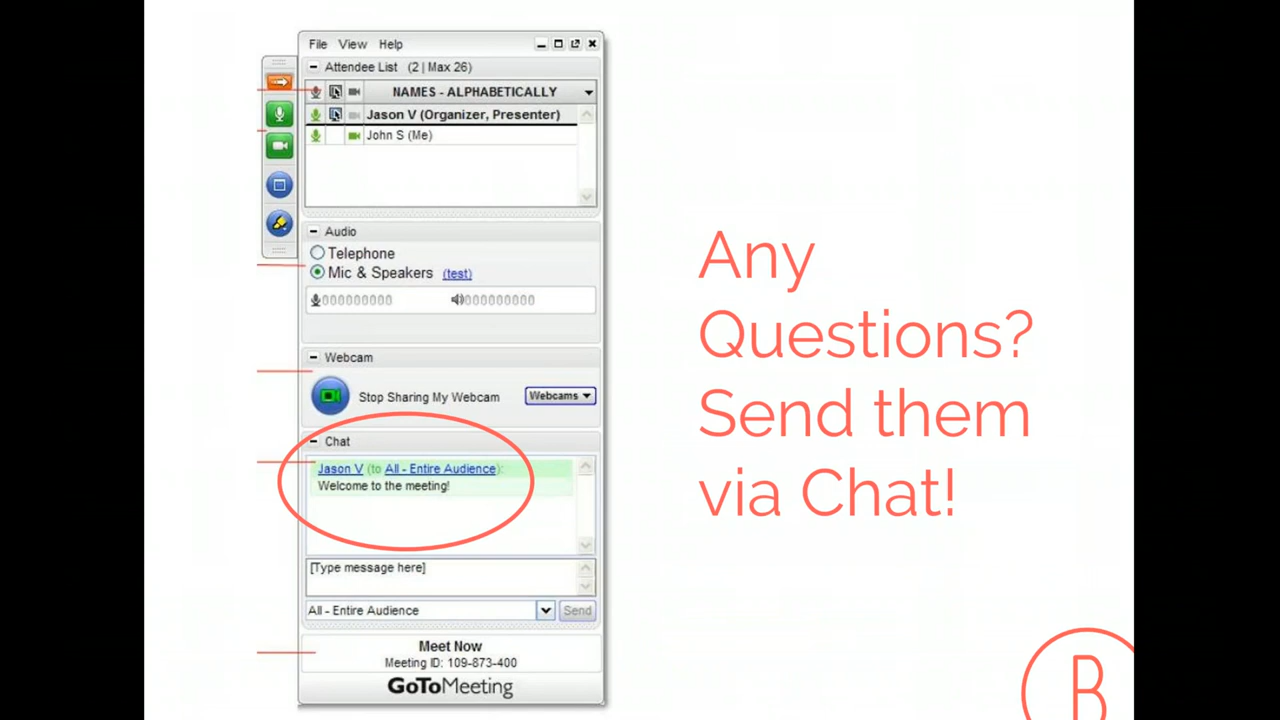 File View Help
Attendee List (2 | Max 26)
NAMES - ALPHABETICALLY
Jason V (Organizer, Presenter)
John S (Me)
Audio
Telephone
Mic & Speakers (test)
000000000 000000000
Webcam
Stop Sharing My Webcam Webcams
Chat
Jason V (to All - Entire Audience):
Welcome to the meeting!
[Type message here]
All - Entire Audience Send
Meet Now
Meeting ID: 109-873-400
GoToMeeting
Any
Questions?
Send them
via Chat!
B